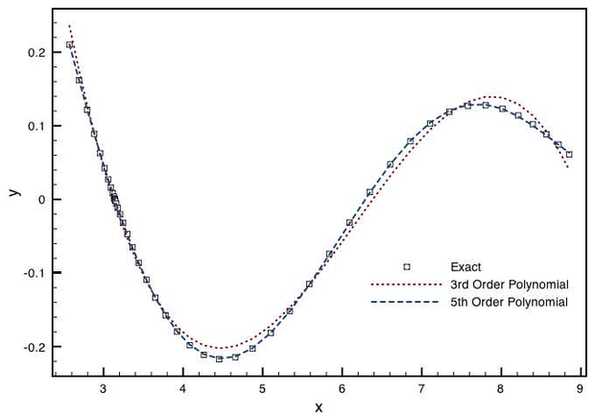 0.2
0.1
0
-0.1
-0.2
y
Exact
3rd Order Polynomial
5th Order Polynomial
3 4 5 6 7 8 9
x